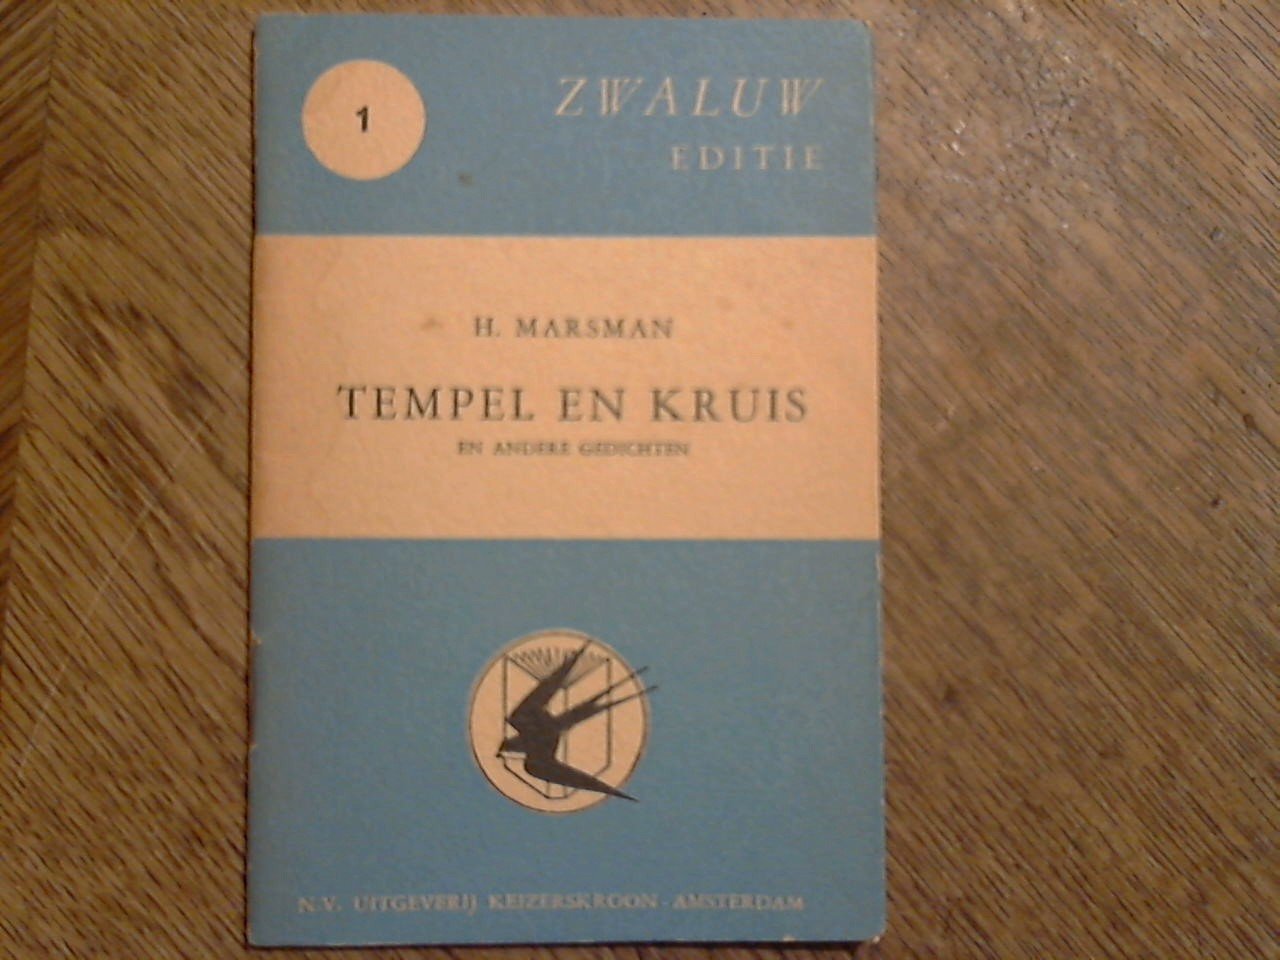 1
ZWALUW
EDITIE
H. MARSMAN
TEMPEL EN KRUIS
EN ANDERE GEDICHTEN
N.V. UITGEVERIJ KEIZERSKROON - AMSTERDAM